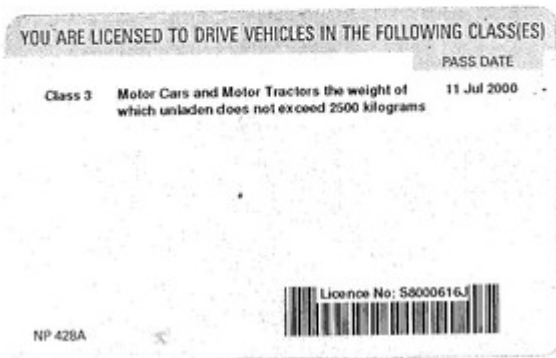 YOU ARE LICENSED TO DRIVE VEHICLES IN THE FOLLOWING CLASS(ES)
PASS DATE
Class 3 Motor Cars and Motor Tractors the weight of 11 Jul 2000
which unladen does not exceed 2500 kilograms
Licence No: S8000616J
NP 428A